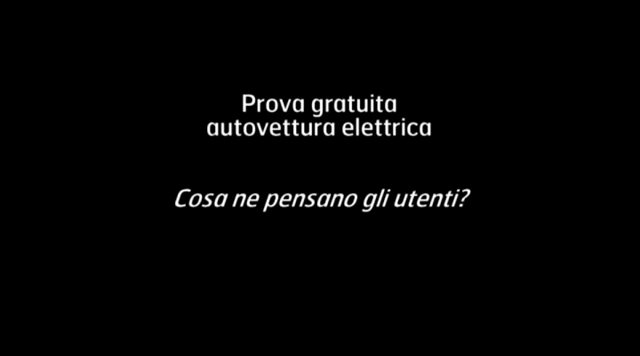 Prova gratuita
autovettura elettrica
Cosa ne pensano gli utenti?